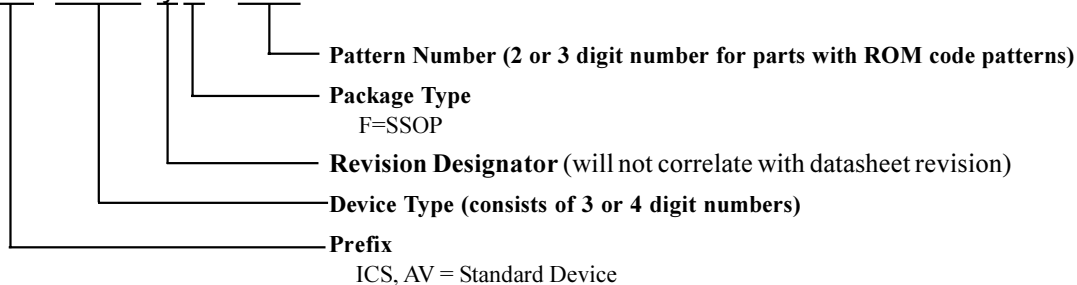 Pattern Number (2 or 3 digit number for parts with ROM code patterns)
Package Type
F=SSOP
Revision Designator (will not correlate with datasheet revision)
Device Type (consists of 3 or 4 digit numbers)
Prefix
ICS, AV = Standard Device